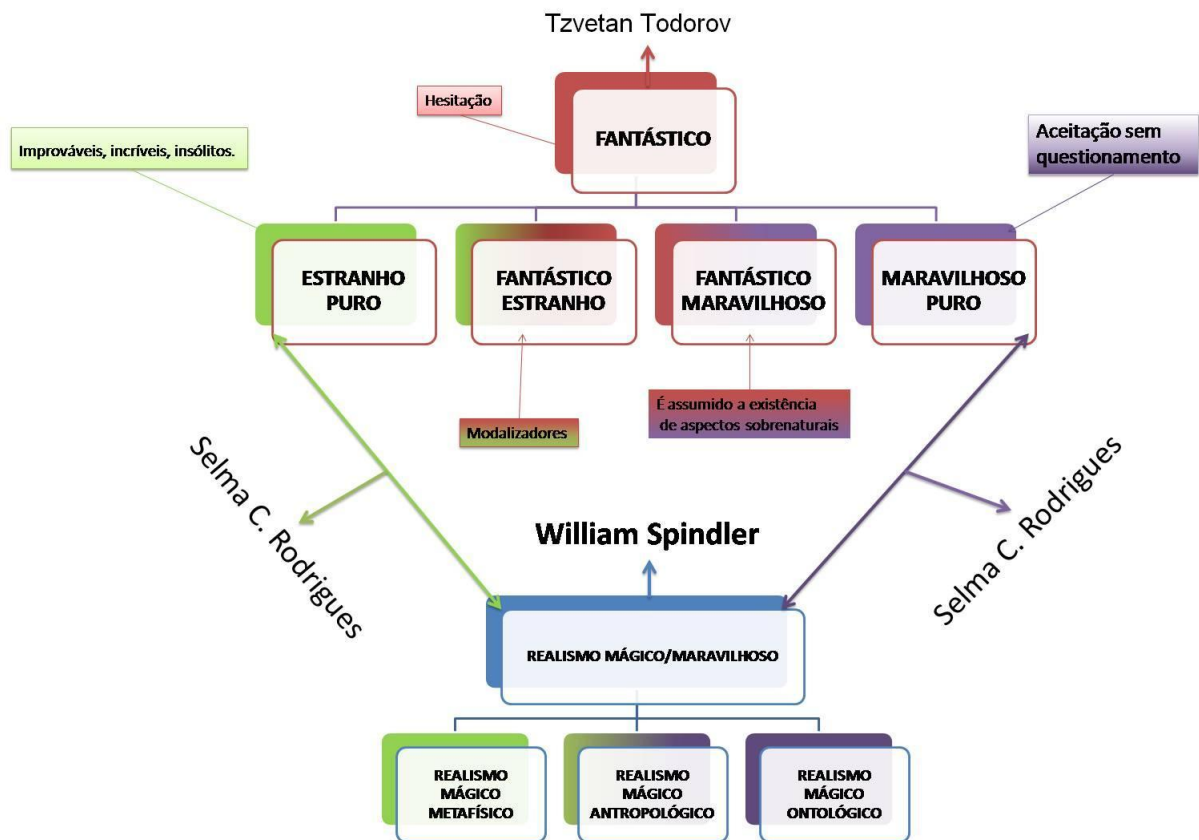 Tzvetan Todorov
Hesitação
FANTÁSTICO
Improváveis, incríveis, insólitos.
Aceitação sem
questionamento
ESTRANHO
PURO
FANTÁSTICO
ESTRANHO
FANTÁSTICO
MARAVILHOSO
MARAVILHOSO
PURO
Modalizadores
É assumido a existência
de aspectos sobrenaturais
Selma C. Rodrigues
Selma C. Rodrigues
William Spindler
REALISMO MÁGICO/MARAVILHOSO
REALISMO
MÁGICO
METAFÍSICO
REALISMO
MÁGICO
ANTROPOLÓGICO
REALISMO
MÁGICO
ONTOLÓGICO